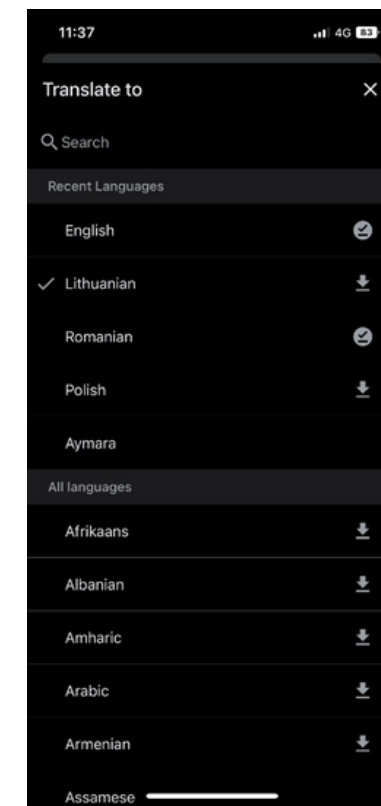 11:37
4G 83
Translate to
Search
Recent Languages
English
Lithuanian
Romanian
Polish
Aymara
All languages
Afrikaans
Albanian
Amharic
Arabic
Armenian
Assamese